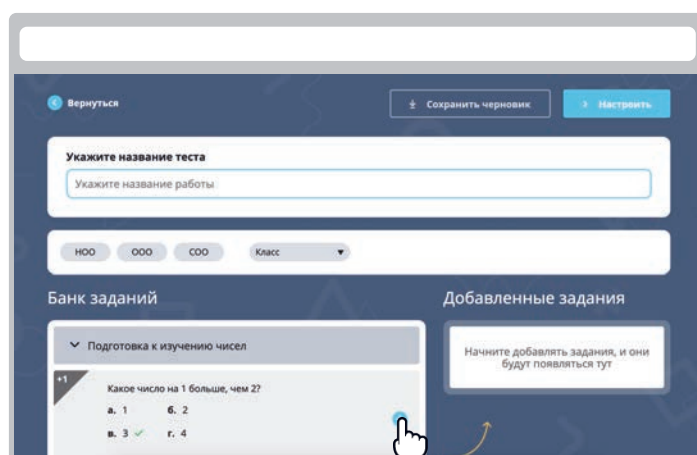 Вернуться
Сохранить черновик
Настроить
Укажите название теста
Укажите название работы
НОО ООО СОО Класс
Банк заданий
Добавленные задания
Подготовка к изучению чисел
Начните добавлять задания, и они
будут появляться тут
+1
Какое число на 1 больше, чем 2?
а. 1 б. 2
в. 3 г. 4